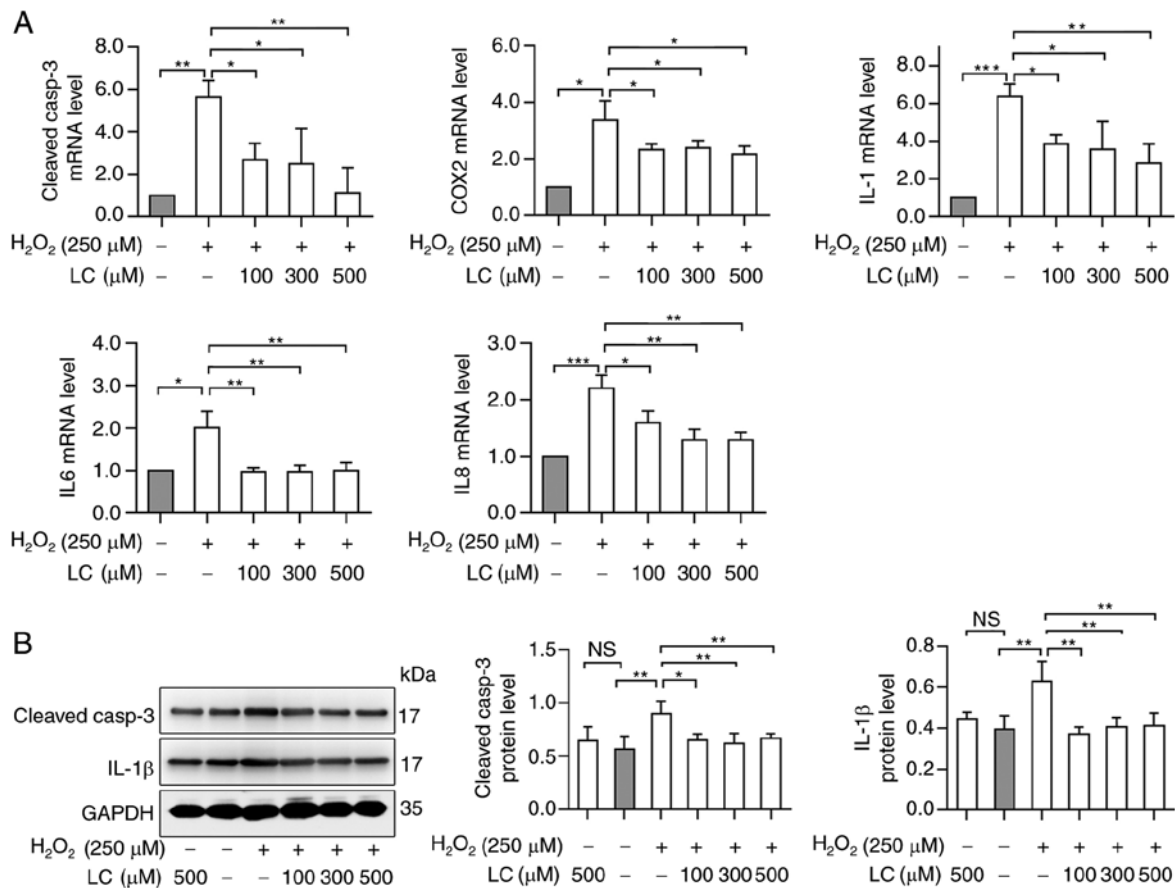 A
Cleaved casp-3
mRNA level
8.0
6.0
4.0
2.0
0.0
**
*
**
*
H₂O₂ (250 μM) – + + + +
LC (μM) – – 100 300 500
COX2 mRNA level
6.0
4.0
2.0
0.0
*
*
*
*
H₂O₂ (250 μM) – + + + +
LC (μM) – – 100 300 500
IL-1 mRNA level
8.0
6.0
4.0
2.0
0.0
**
*
***
*
H₂O₂ (250 μM) – + + + +
LC (μM) – – 100 300 500
IL6 mRNA level
4.0
3.0
2.0
1.0
0.0
**
**
*
**
H₂O₂ (250 μM) – + + + +
LC (μM) – – 100 300 500
IL8 mRNA level
3.0
2.0
1.0
0.0
**
**
***
*
H₂O₂ (250 μM) – + + + +
LC (μM) – – 100 300 500
B
kDa
Cleaved casp-3 17
IL-1β 17
GAPDH 35
H₂O₂ (250 μM) – – + + + +
LC (μM) 500 – – 100 300 500
Cleaved casp-3
protein level
1.5
1.0
0.5
0.0
NS
**
**
**
*
H₂O₂ (250 μM) – – + + + +
LC (μM) 500 – – 100 300 500
IL-1β
protein level
0.8
0.6
0.4
0.2
0.0
NS
**
**
**
**
H₂O₂ (250 μM) – – + + + +
LC (μM) 500 – – 100 300 500